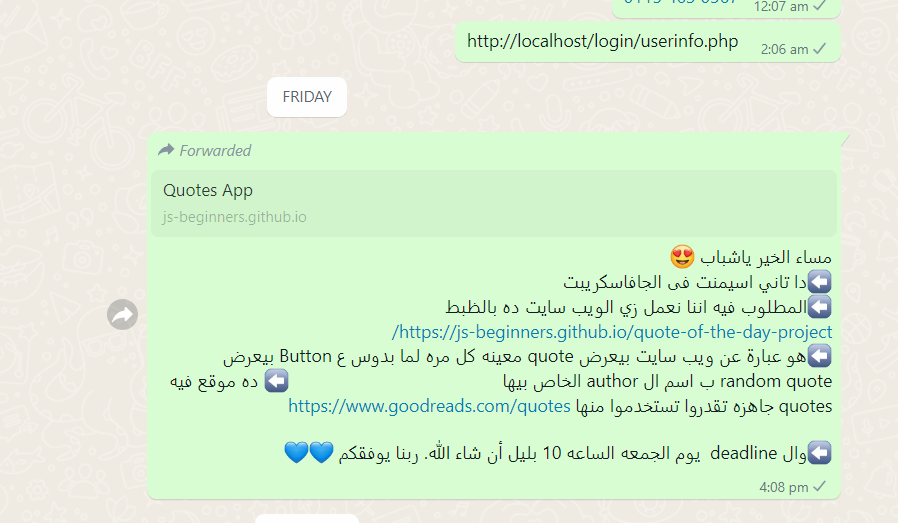 12:07 am
http://localhost/login/userinfo.php
2:06 am
FRIDAY
Forwarded
Quotes App
js-beginners.github.io
مساء الخير ياشباب 😍
⬅️دا تاني اسيمنت فى الجافاسكريبت
⬅️المطلوب فيه اننا نعمل زي الويب سايت ده بالظبط
https://js-beginners.github.io/quote-of-the-day-project/
⬅️هو عبارة عن ويب سايت بيعرض quote معينه كل مره لما بدوس ع Button بيعرض
random quote ب اسم ال author الخاص بيها ⬅️ ده موقع فيه
quotes جاهزه تقدروا تستخدموا منها https://www.goodreads.com/quotes
⬅️وال deadline يوم الجمعه الساعه 10 بليل أن شاء الله. ربنا يوفقكم 💙💙
4:08 pm